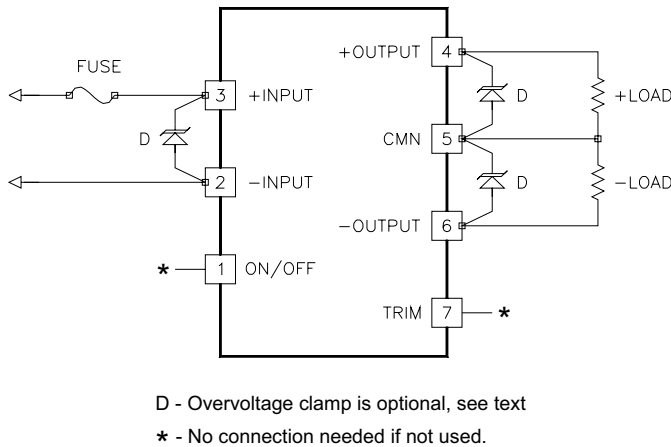 +OUTPUT 4
FUSE
3 +INPUT
D
+LOAD
D
CMN 5
2 -INPUT
D
-LOAD
-OUTPUT 6
* 1 ON/OFF
TRIM 7 *
D - Overvoltage clamp is optional, see text
* - No connection needed if not used.